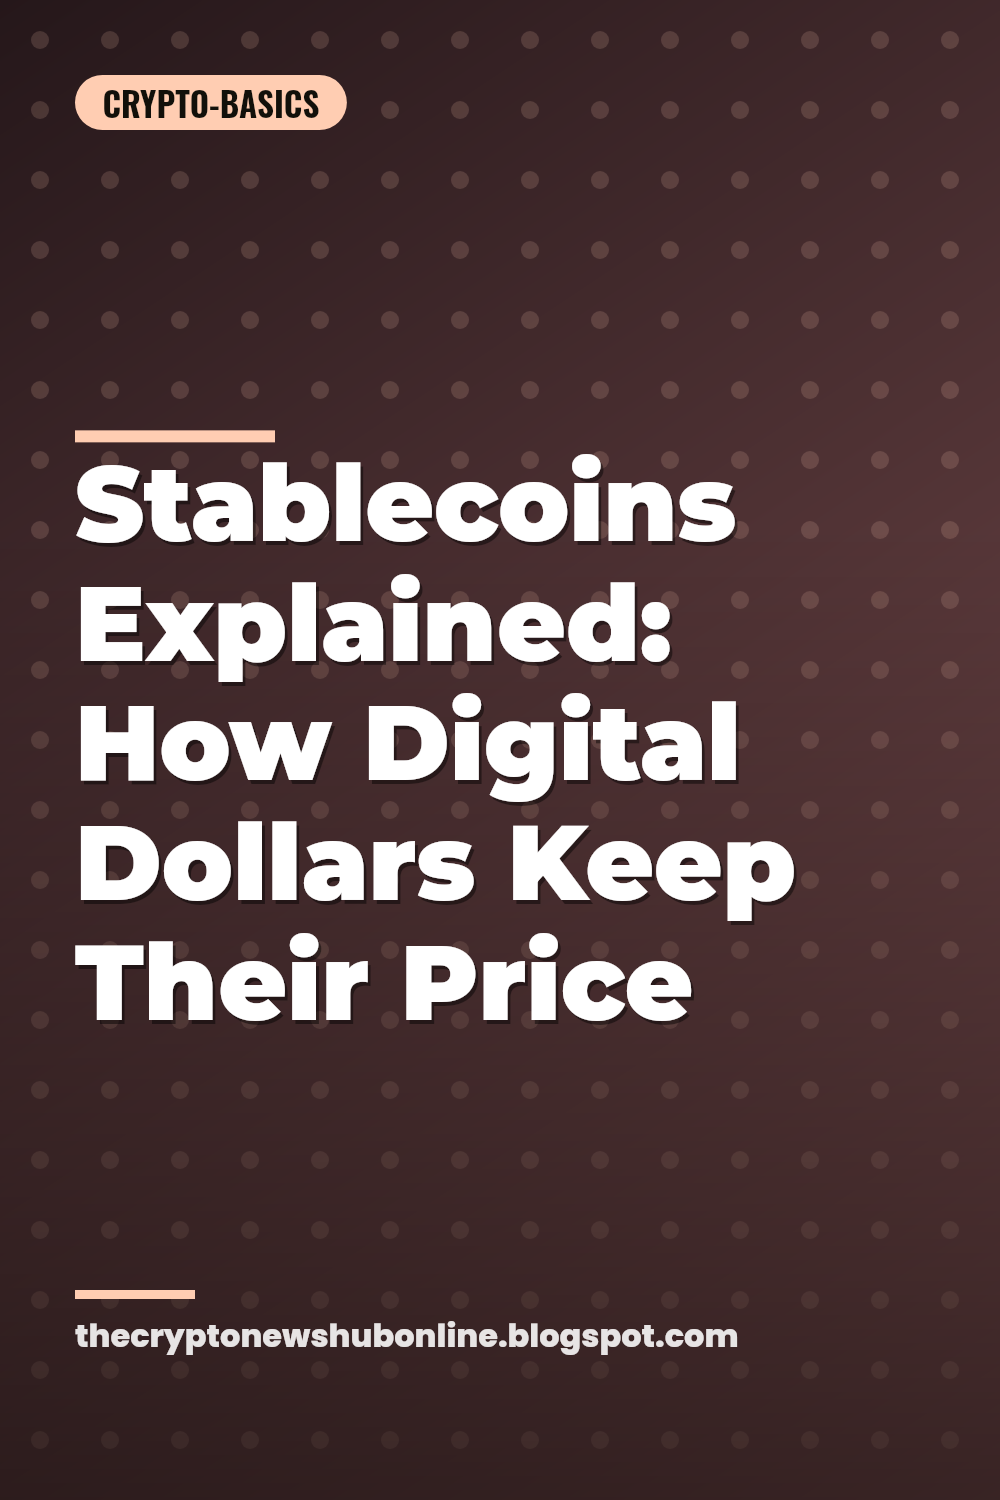 CRYPTO-BASICS
Stablecoins
Explained:
How Digital
Dollars Keep
Their Price
thecryptonewshubonline.blogspot.com